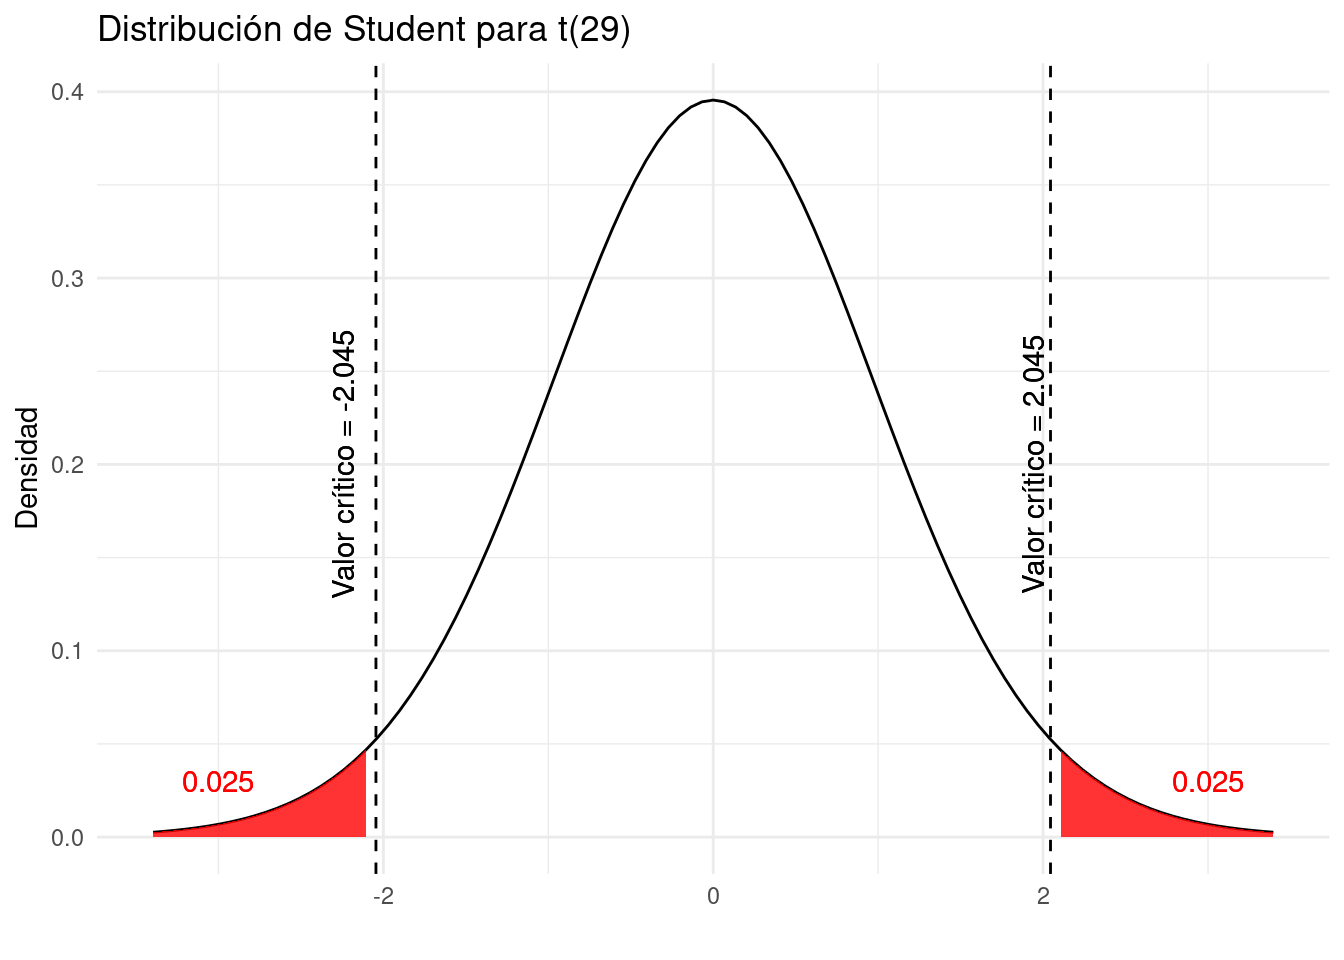 Distribución de Student para t(29)
Densidad
0.4
0.3
0.2
0.1
0.0
Valor crítico = -2.045
Valor crítico = 2.045
0.025
0.025
-2
0
2